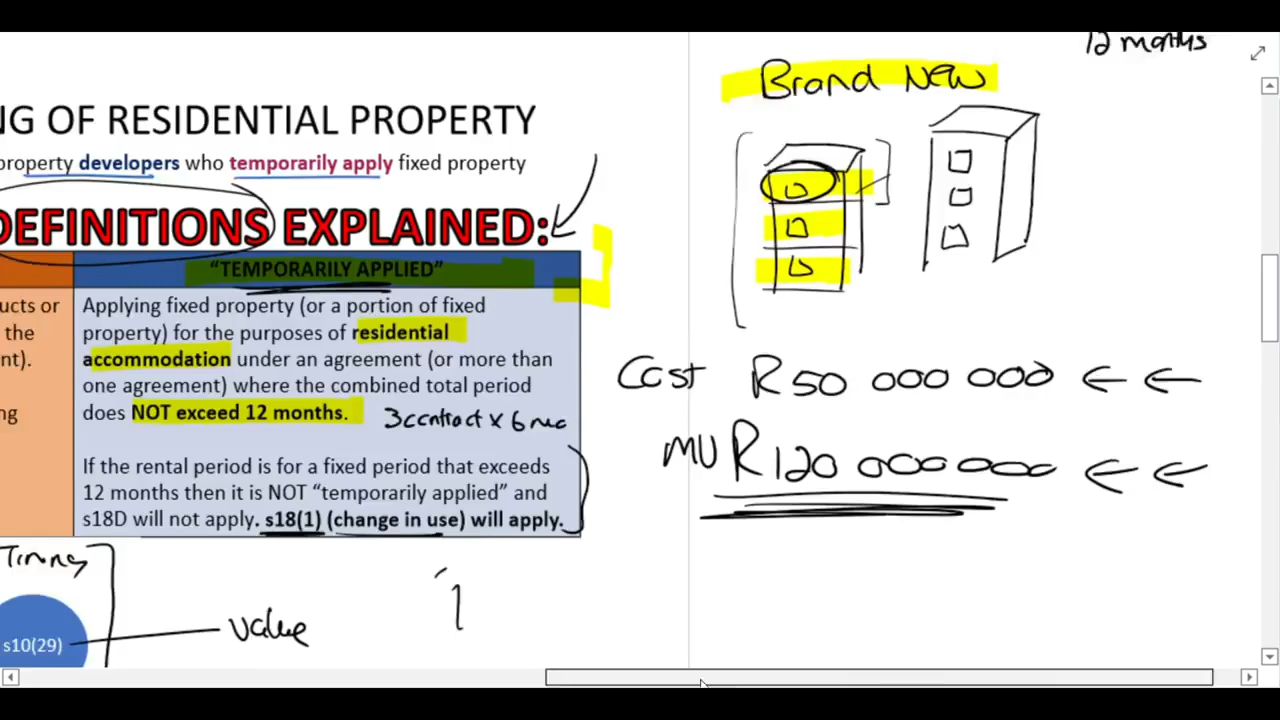 NG OF RESIDENTIAL PROPERTY
property developers who temporarily apply fixed property
DEFINITIONS EXPLAINED:
"TEMPORARILY APPLIED"
ucts or
the
ent).
ng
Applying fixed property (or a portion of fixed
property) for the purposes of residential
accommodation under an agreement (or more than
one agreement) where the combined total period
does NOT exceed 12 months.
3 contract x 6
If the rental period is for a fixed period that exceeds
12 months then it is NOT "temporarily applied" and
s18D will not apply. s18(1) (change in use) will apply.
Timing
s10(29)
value
12 months
Brand New
Cost R50 000 000
MV R120 000 000